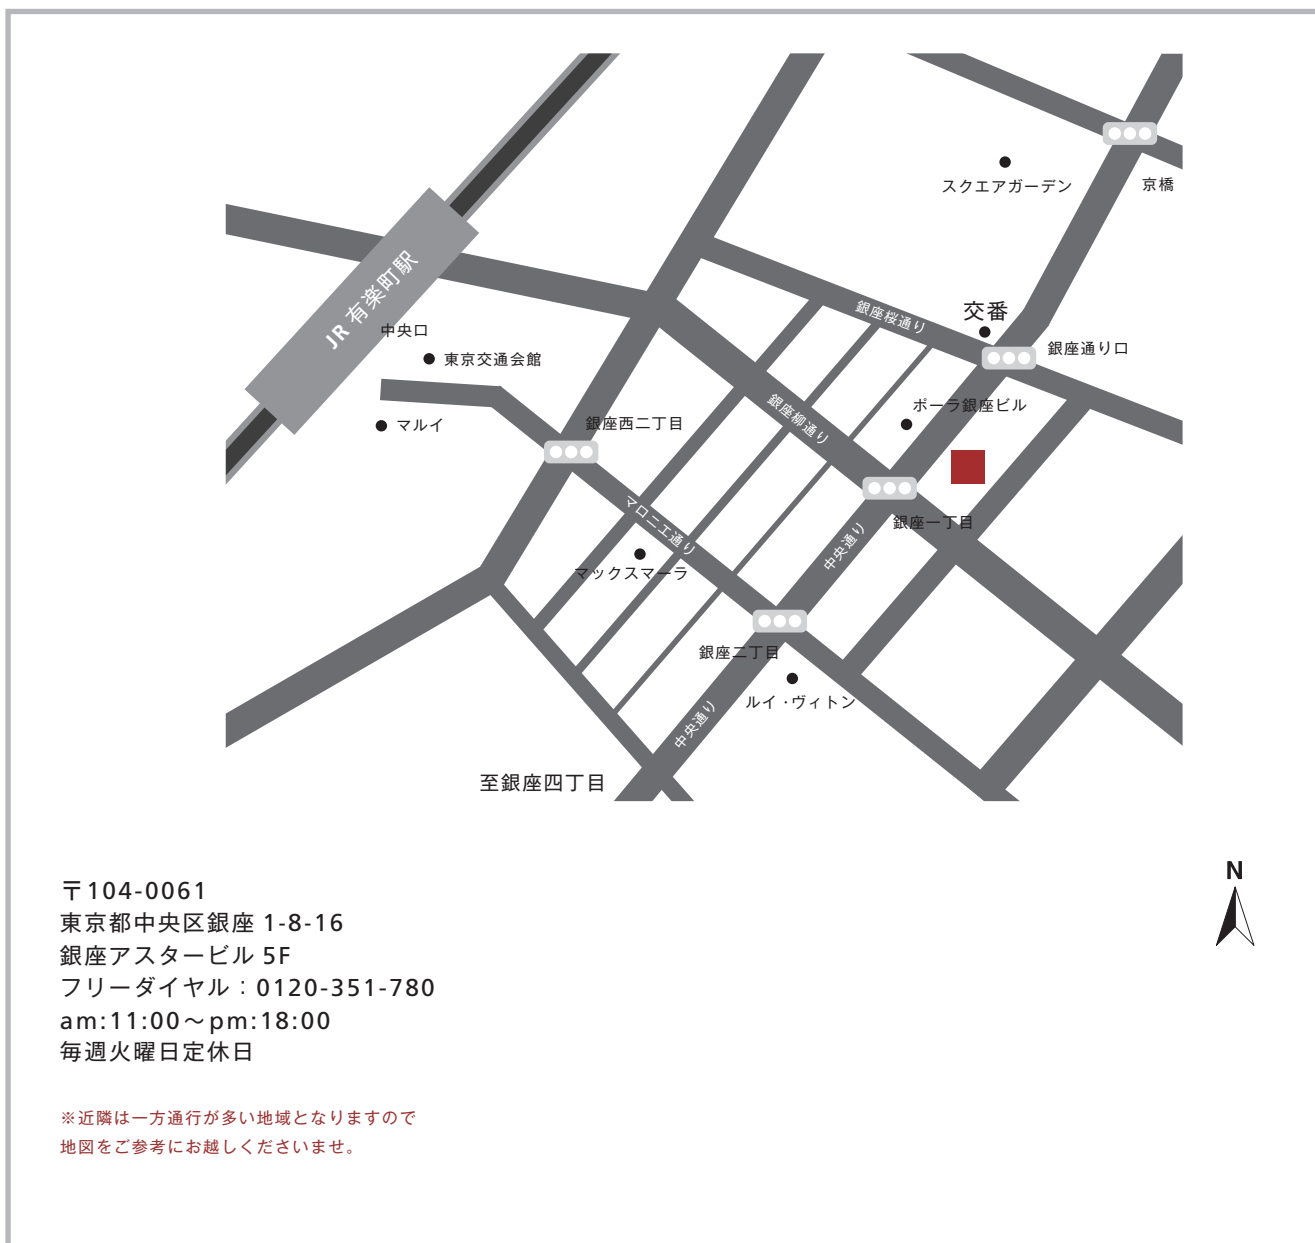 スクエアガーデン
京橋
JR 有楽町駅
中央口
東京交通会館
マルイ
銀座桜通り
交番
銀座通り口
ポーラ銀座ビル
銀座西二丁目
銀座柳通り
マロニエ通り
マックスマーラ
銀座一丁目
中央通り
銀座二丁目
ルイ・ヴィトン
中央通り
至銀座四丁目
N
〒104-0061
東京都中央区銀座 1-8-16
銀座アスタービル 5F
フリーダイヤル：0120-351-780
am:11:00～pm:18:00
毎週火曜日定休日
※近隣は一方通行が多い地域となりますので
地図をご参考にお越しくださいませ。